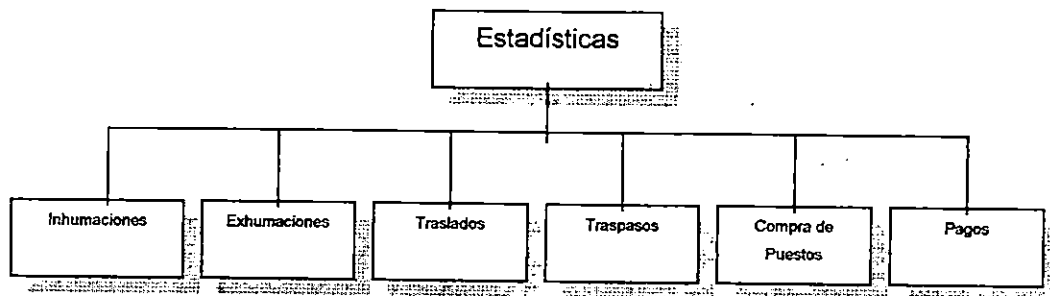 Estadísticas
Inhumaciones
Exhumaciones
Traslados
Traspasos
Compra de
Puestos
Pagos